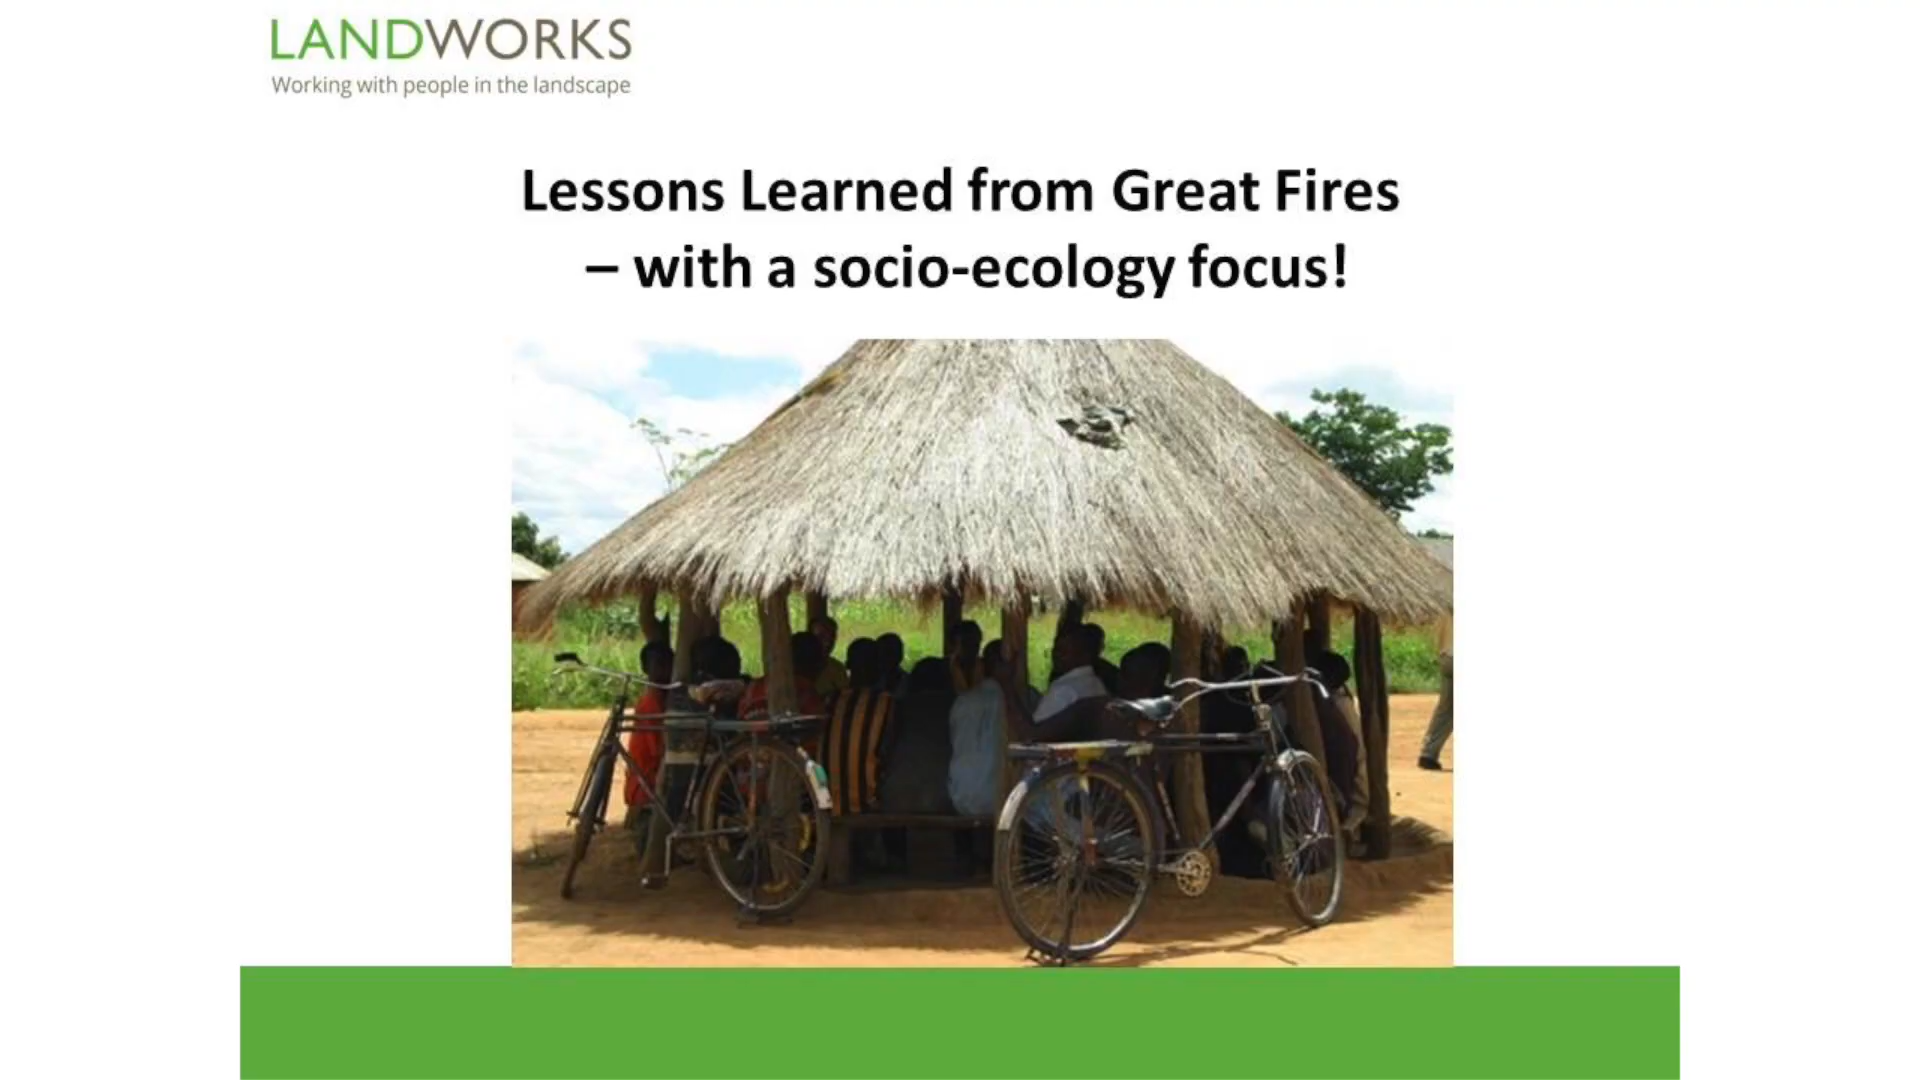 LANDWORKS
Working with people in the landscape
Lessons Learned from Great Fires
– with a socio-ecology focus!